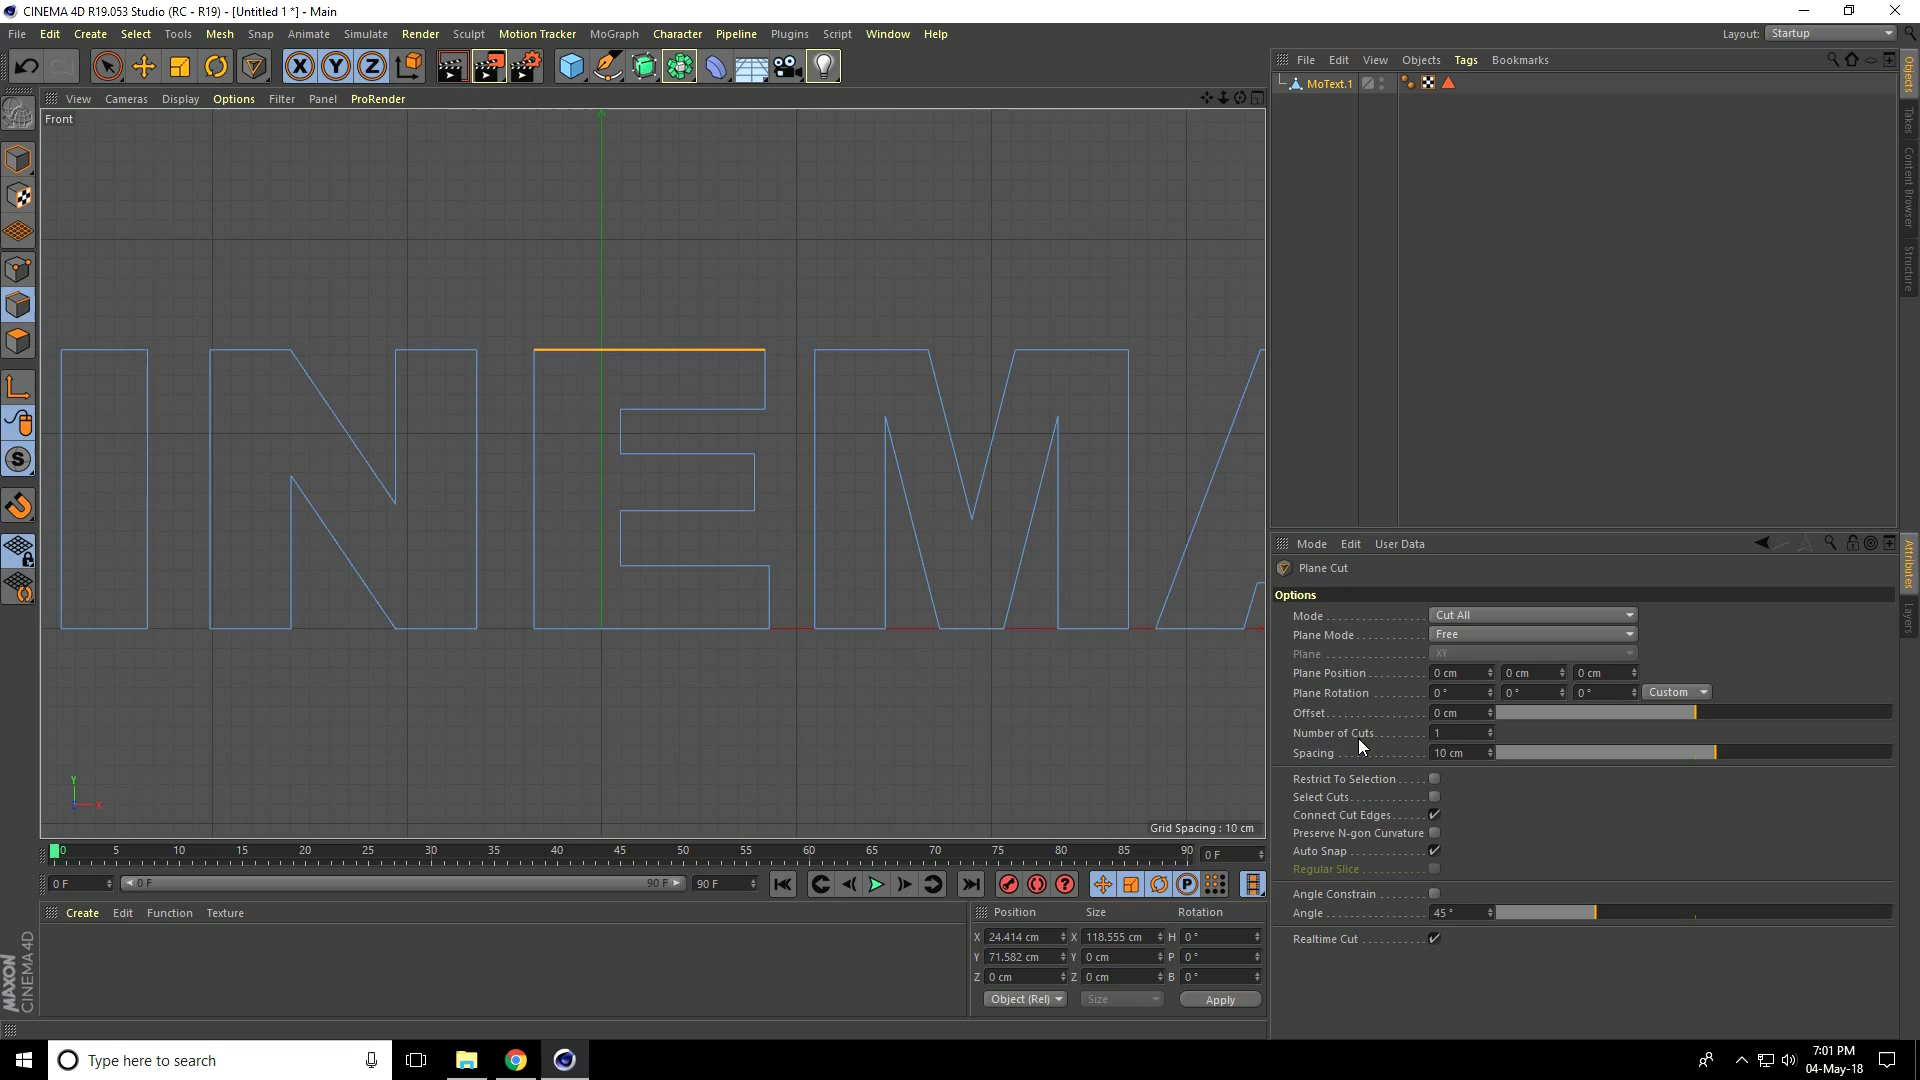 CINEMA 4D R19.053 Studio (RC - R19) - [Untitled 1 *] - Main
File Edit Create Select Tools Mesh Snap Animate Simulate Render Sculpt Motion Tracker MoGraph Character Pipeline Plugins Script Window Help
Layout: Startup
File Edit View Objects Tags Bookmarks
View Cameras Display Options Filter Panel ProRender
MoText.1
Front
INEMA
Y
X
Grid Spacing : 10 cm
Objects
Takes
Content Browser
Structure
Mode Edit User Data
Plane Cut
Options
Mode Cut All
Plane Mode Free
Plane XY
Plane Position 0 cm 0 cm 0 cm
Plane Rotation 0 ° 0 ° 0 ° Custom
Offset 0 cm
Number of Cuts 1
Spacing 10 cm
Restrict To Selection
Select Cuts
Connect Cut Edges
Preserve N-gon Curvature
Auto Snap
Regular Slice
Angle Constrain
Angle 45 °
Realtime Cut
Attributes
Layers
0 5 10 15 20 25 30 35 40 45 50 55 60 65 70 75 80 85 90 0 F
0 F 0 F 90 F 90 F
Create Edit Function Texture
Position Size Rotation
X 24.414 cm X 118.555 cm H 0 °
Y 71.582 cm Y 0 cm P 0 °
Z 0 cm Z 0 cm B 0 °
Object (Rel) Size Apply
MAXON
CINEMA 4D
Type here to search
7:01 PM
04-May-18